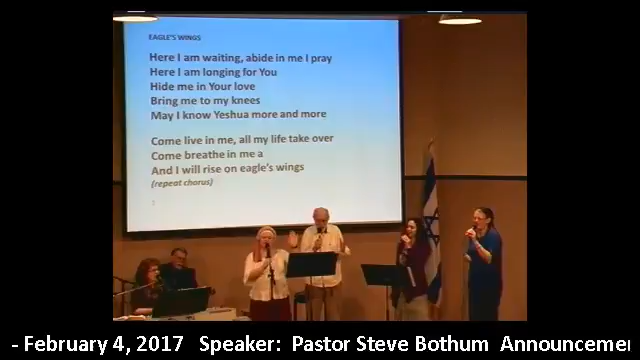 EAGLE'S WINGS
Here I am waiting, abide in me I pray
Here I am longing for You
Hide me in Your love
Bring me to my knees
May I know Yeshua more and more
Come live in me, all my life take over
Come breathe in me a
And I will rise on eagle's wings
(repeat chorus)
- February 4, 2017 Speaker: Pastor Steve Bothum Announcemen